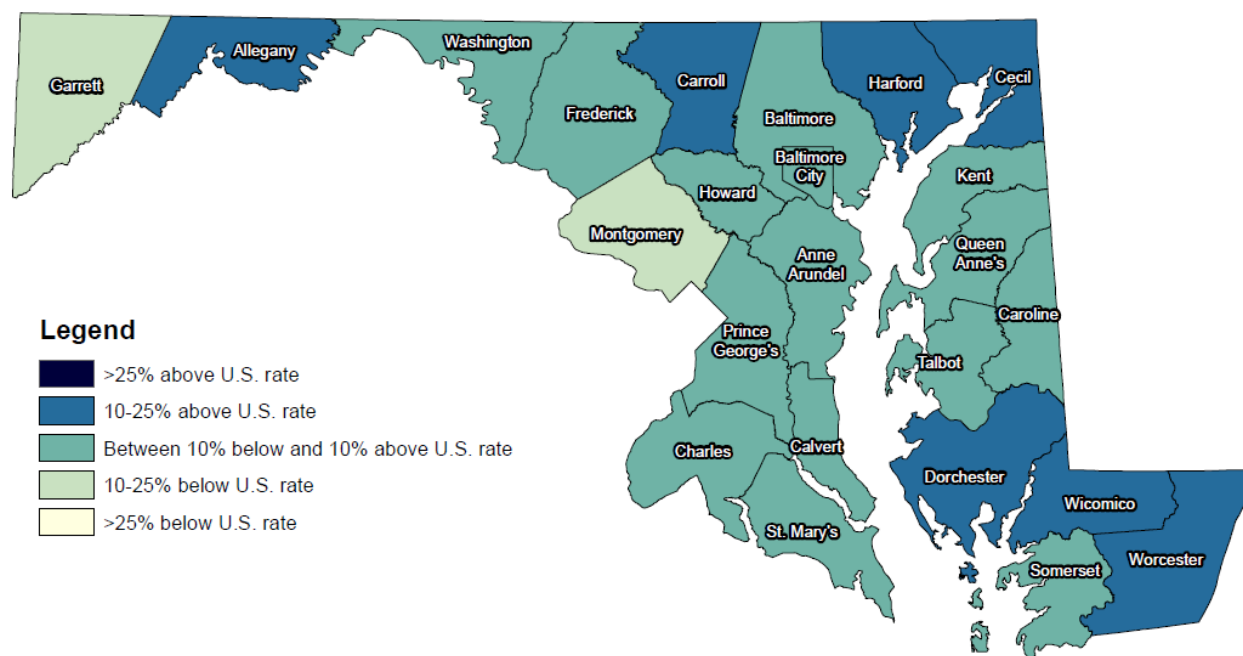 Garrett
Allegany
Washington
Frederick
Carroll
Baltimore
Baltimore
City
Harford
Cecil
Howard
Montgomery
Kent
Queen
Anne's
Anne
Arundel
Caroline
Prince
George's
Talbot
Charles
Calvert
St. Mary's
Dorchester
Wicomico
Somerset
Worcester
Legend
>25% above U.S. rate
10-25% above U.S. rate
Between 10% below and 10% above U.S. rate
10-25% below U.S. rate
>25% below U.S. rate